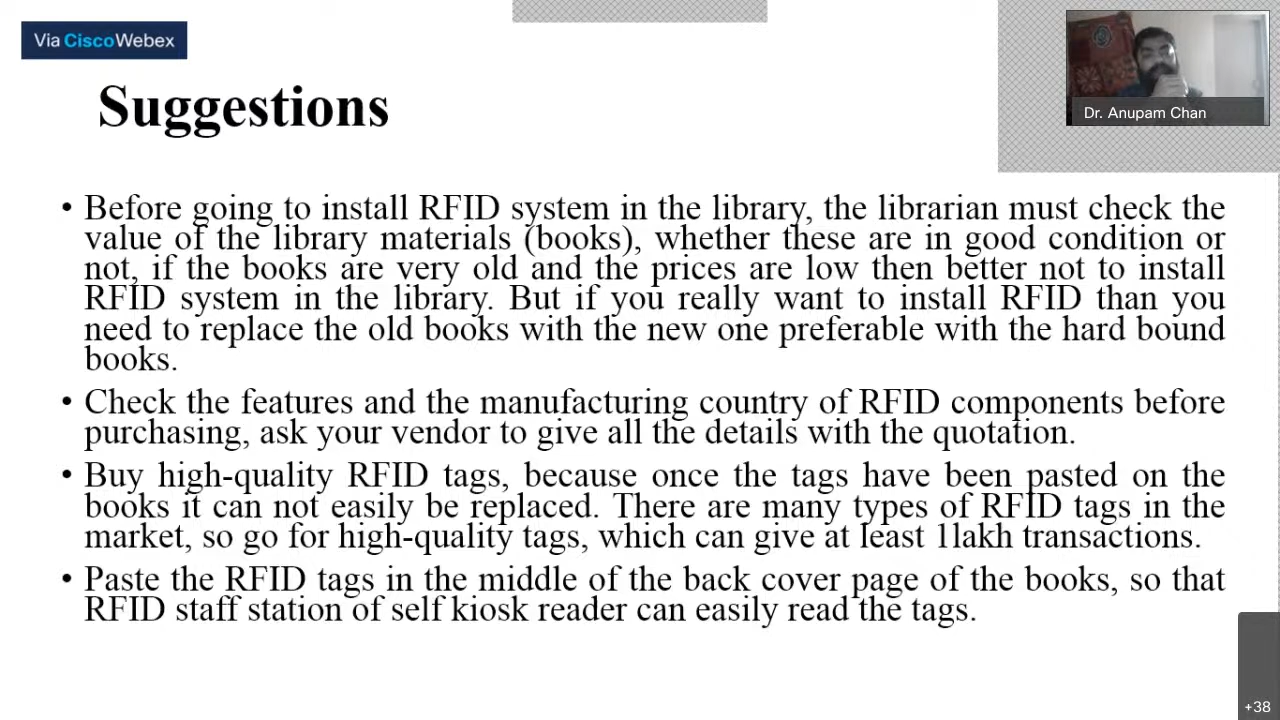 Via CiscoWebex
Dr. Anupam Chan
Suggestions
• Before going to install RFID system in the library, the librarian must check the
value of the library materials (books), whether these are in good condition or
not, if the books are very old and the prices are low then better not to install
RFID system in the library. But if you really want to install RFID than you
need to replace the old books with the new one preferable with the hard bound
books.
• Check the features and the manufacturing country of RFID components before
purchasing, ask your vendor to give all the details with the quotation.
• Buy high-quality RFID tags, because once the tags have been pasted on the
books it can not easily be replaced. There are many types of RFID tags in the
market, so go for high-quality tags, which can give at least 1lakh transactions.
• Paste the RFID tags in the middle of the back cover page of the books, so that
RFID staff station of self kiosk reader can easily read the tags.
+38